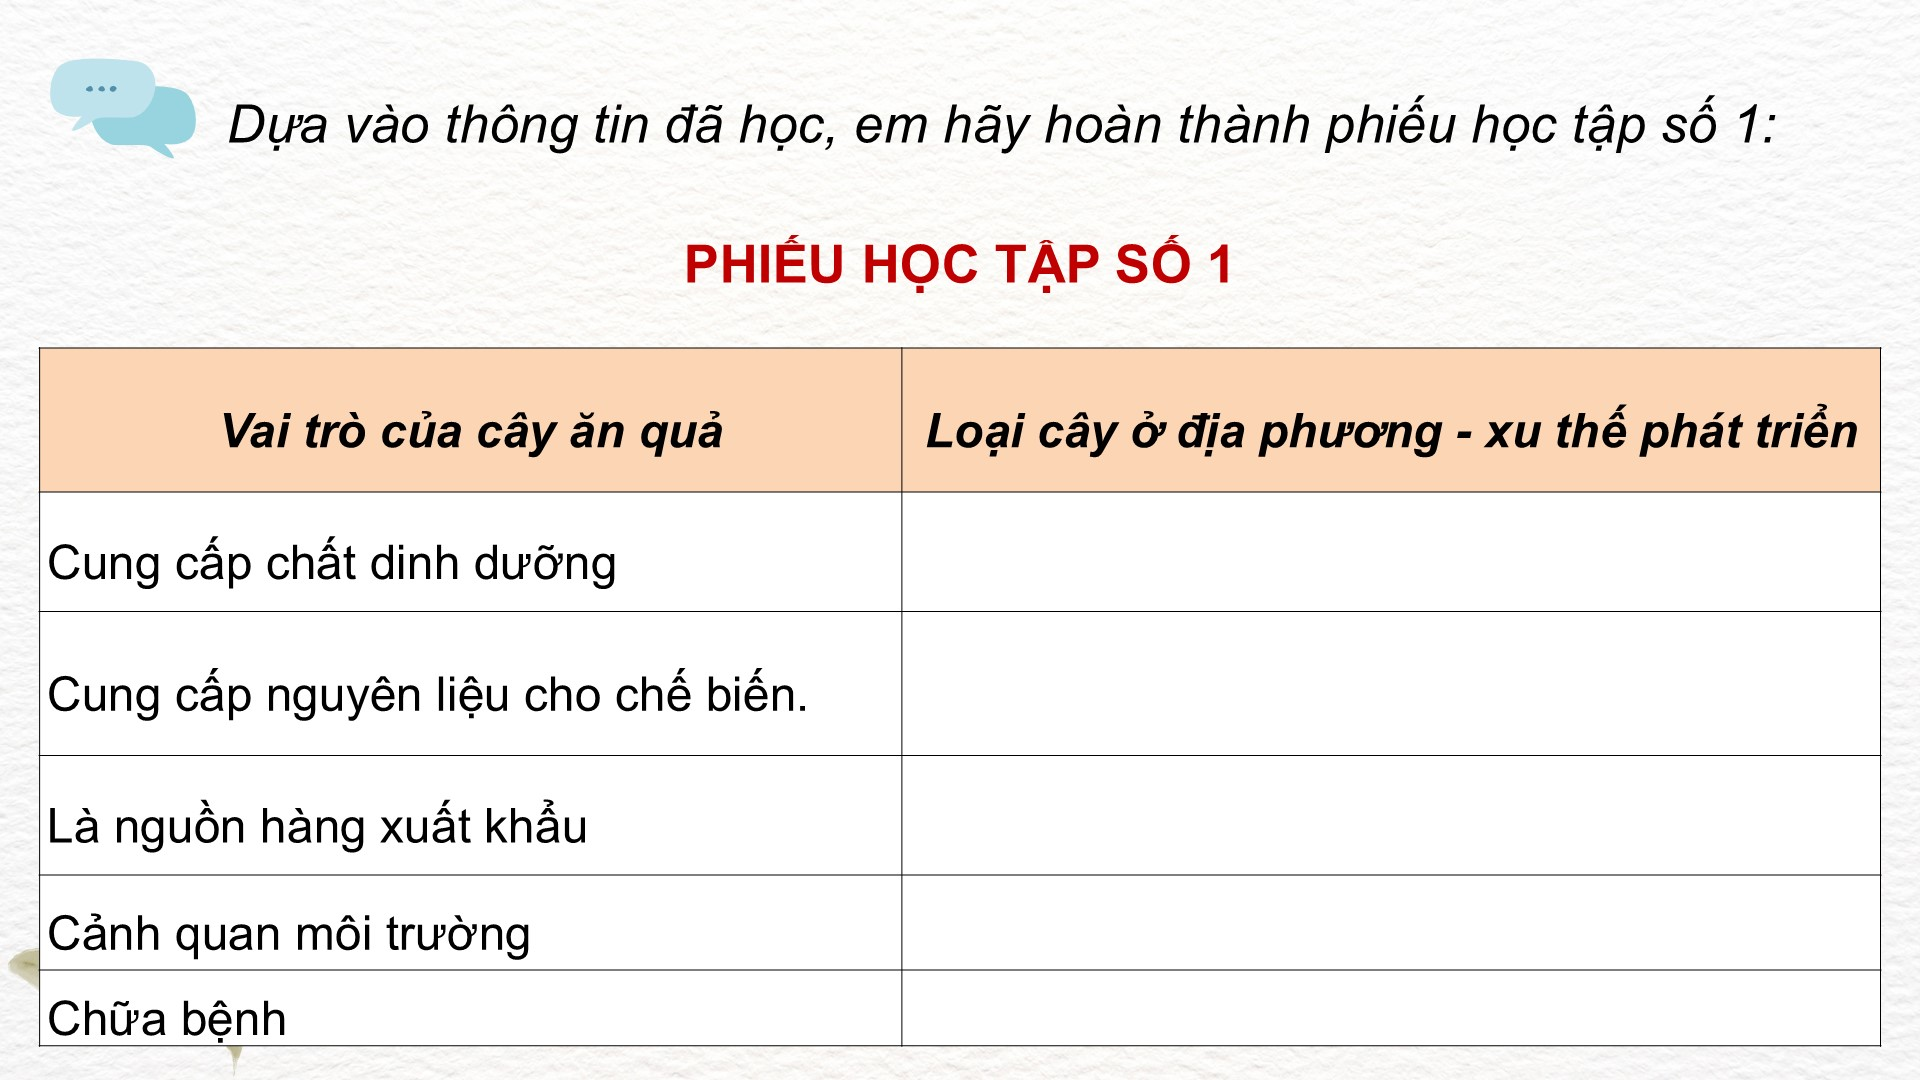 Dựa vào thông tin đã học, em hãy hoàn thành phiếu học tập số 1:
PHIẾU HỌC TẬP SỐ 1
Vai trò của cây ăn quả
Loại cây ở địa phương - xu thế phát triển
Cung cấp chất dinh dưỡng
Cung cấp nguyên liệu cho chế biến.
Là nguồn hàng xuất khẩu
Cảnh quan môi trường
Chữa bệnh